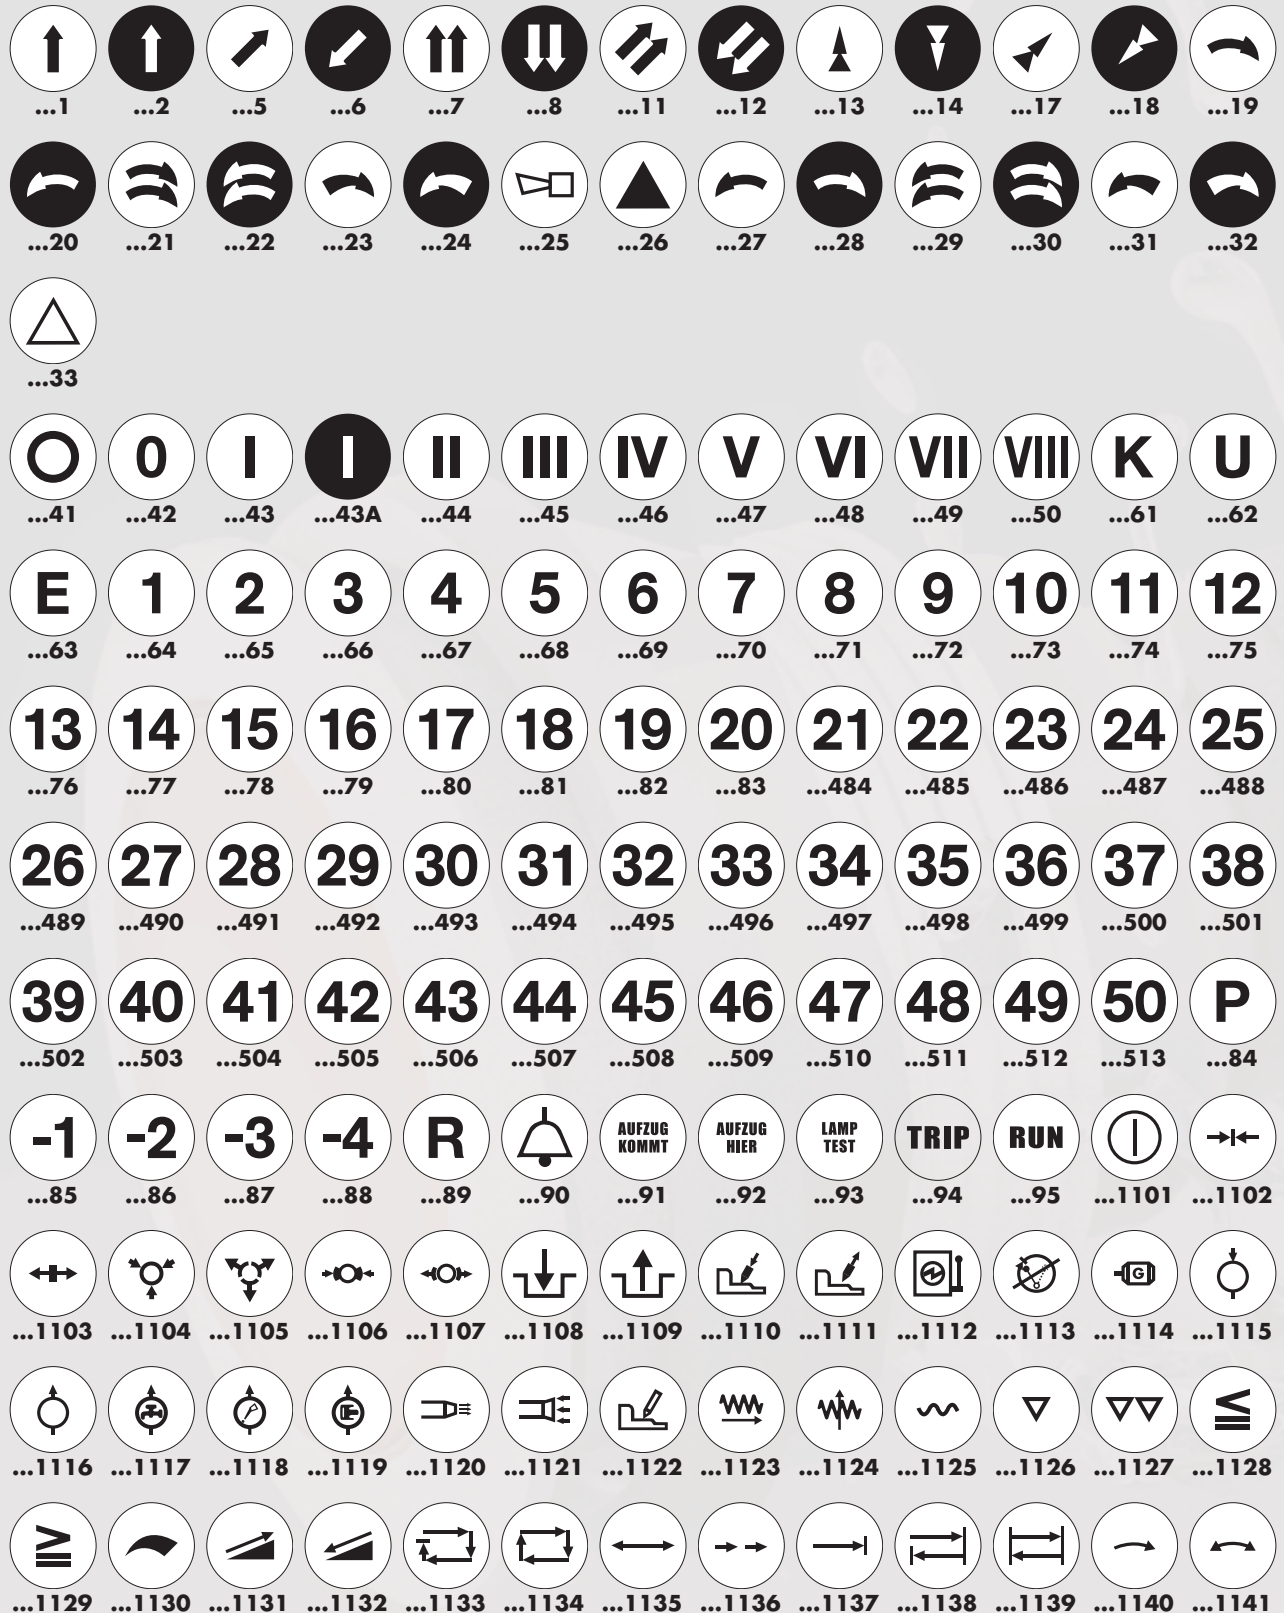 ...1 ...2 ...5 ...6 ...7 ...8 ...11 ...12 ...13 ...14 ...17 ...18 ...19
...20 ...21 ...22 ...23 ...24 ...25 ...26 ...27 ...28 ...29 ...30 ...31 ...32
...33
0 I I II III IV V VI VII VIII K U
...41 ...42 ...43 ...43A ...44 ...45 ...46 ...47 ...48 ...49 ...50 ...61 ...62
E 1 2 3 4 5 6 7 8 9 10 11 12
...63 ...64 ...65 ...66 ...67 ...68 ...69 ...70 ...71 ...72 ...73 ...74 ...75
13 14 15 16 17 18 19 20 21 22 23 24 25
...76 ...77 ...78 ...79 ...80 ...81 ...82 ...83 ...484 ...485 ...486 ...487 ...488
26 27 28 29 30 31 32 33 34 35 36 37 38
...489 ...490 ...491 ...492 ...493 ...494 ...495 ...496 ...497 ...498 ...499 ...500 ...501
39 40 41 42 43 44 45 46 47 48 49 50 P
...502 ...503 ...504 ...505 ...506 ...507 ...508 ...509 ...510 ...511 ...512 ...513 ...84
-1 -2 -3 -4 R AUFZUG KOMMT AUFZUG HIER LAMP TEST TRIP RUN
...85 ...86 ...87 ...88 ...89 ...90 ...91 ...92 ...93 ...94 ...95 ...1101 ...1102
G
...1103 ...1104 ...1105 ...1106 ...1107 ...1108 ...1109 ...1110 ...1111 ...1112 ...1113 ...1114 ...1115
...1116 ...1117 ...1118 ...1119 ...1120 ...1121 ...1122 ...1123 ...1124 ...1125 ...1126 ...1127 ...1128
...1129 ...1130 ...1131 ...1132 ...1133 ...1134 ...1135 ...1136 ...1137 ...1138 ...1139 ...1140 ...1141